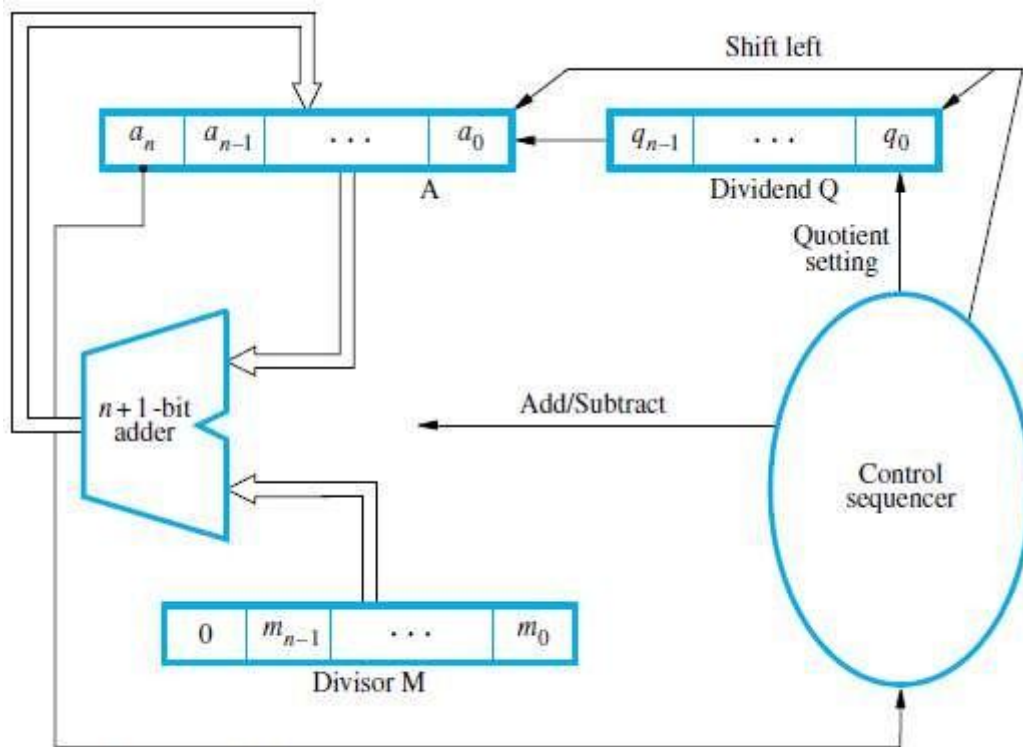 Shift left
aₙ aₙ₋₁ · · · a₀
qₙ₋₁ · · · q₀
A
Dividend Q
Quotient
setting
n + 1 -bit
adder
Add/Subtract
Control
sequencer
0 mₙ₋₁ · · · m₀
Divisor M